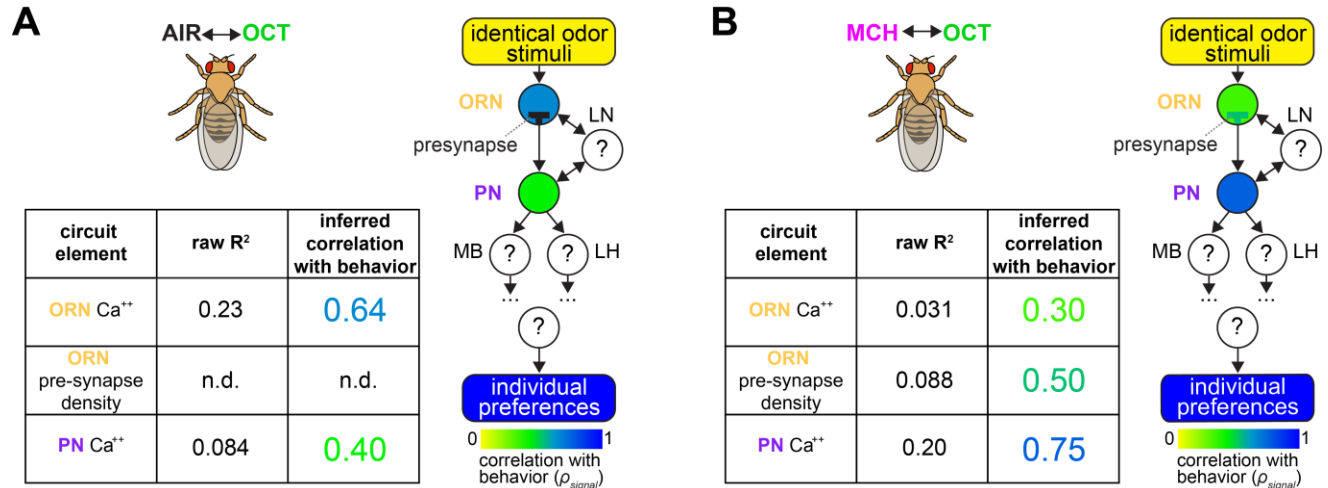 A
AIR↔OCT
identical odor
stimuli
ORN
LN
presynapse
?
PN
MB
?
?
LH
...
...
?
individual
preferences
0
1
correlation with
behavior (ρsignal)
circuit
element
raw R²
inferred
correlation
with behavior
ORN Ca⁺⁺
0.23
0.64
ORN
pre-synapse
density
n.d.
n.d.
PN Ca⁺⁺
0.084
0.40
B
MCH↔OCT
identical odor
stimuli
ORN
LN
presynapse
?
PN
MB
?
?
LH
...
...
?
individual
preferences
0
1
correlation with
behavior (ρsignal)
circuit
element
raw R²
inferred
correlation
with behavior
ORN Ca⁺⁺
0.031
0.30
ORN
pre-synapse
density
0.088
0.50
PN Ca⁺⁺
0.20
0.75